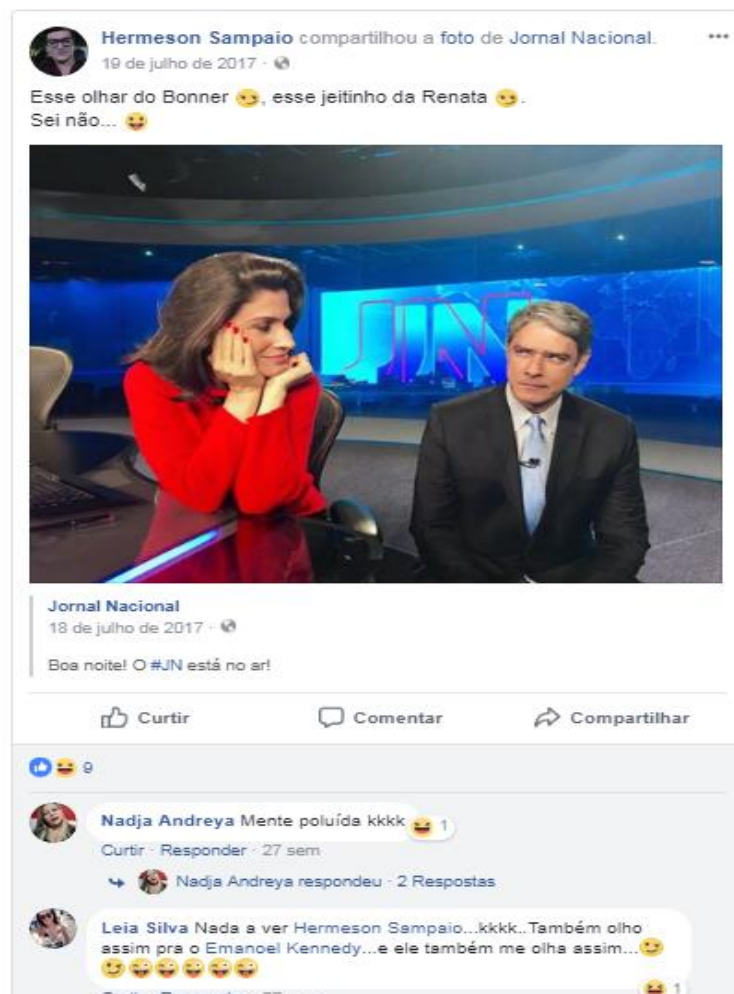 Hermeson Sampaio compartilhou a foto de Jornal Nacional.
19 de julho de 2017 ·
Esse olhar do Bonner 😏, esse jeitinho da Renata 😏.
Sei não... 😛
JN
Jornal Nacional
18 de julho de 2017 ·
Boa noite! O #JN está no ar!
Curtir Comentar Compartilhar
9
Nadja Andreya Mente poluída kkkk
1
Curtir · Responder · 27 sem
Nadja Andreya respondeu · 2 Respostas
Leia Silva Nada a ver Hermeson Sampaio...kkkk..Também olho
assim pra o Emanoel Kennedy...e ele também me olha assim...😉
😉😜😜😜😜😜
1